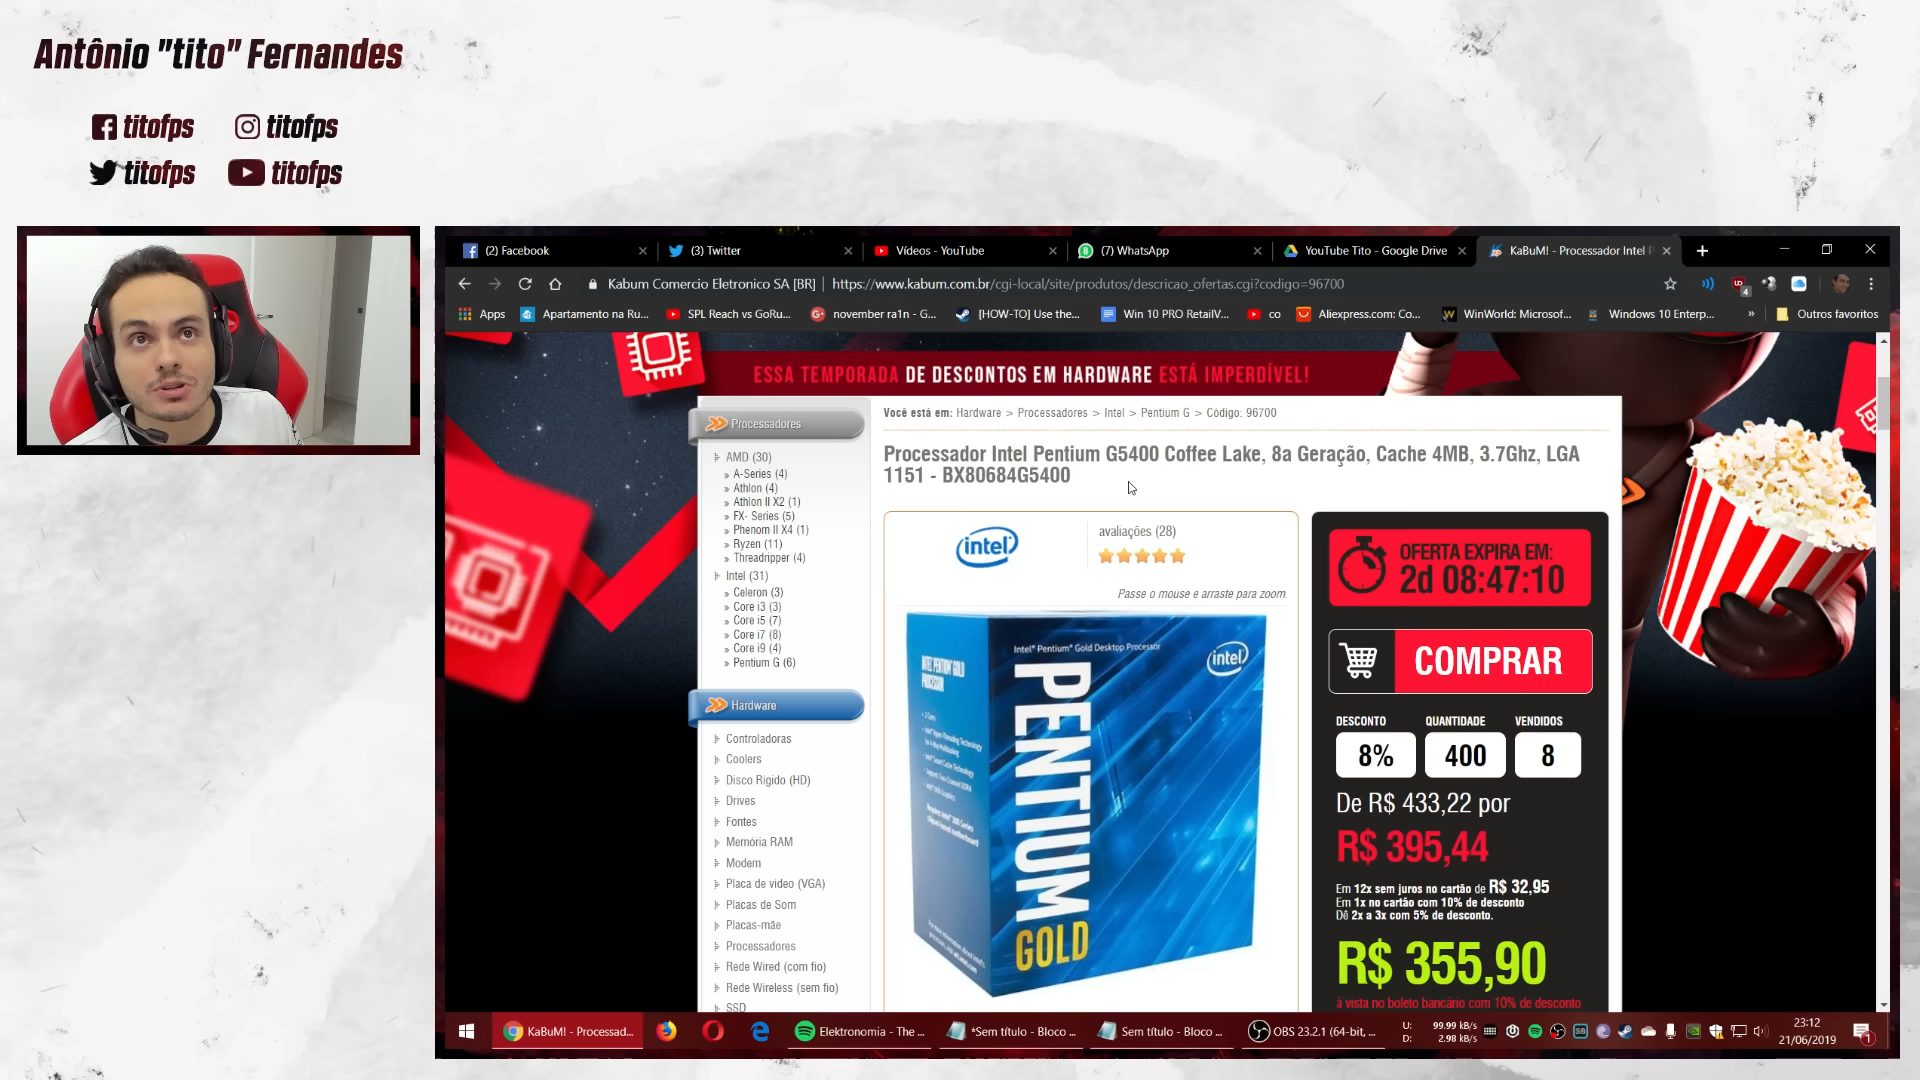 Antônio "tito" Fernandes
titofps
titofps
titofps
titofps
(2) Facebook
(3) Twitter
Vídeos - YouTube
(7) WhatsApp
YouTube Tito - Google Drive
KaBuM! - Processador Intel P
Kabum Comercio Eletronico SA [BR] | https://www.kabum.com.br/cgi-local/site/produtos/descricao_ofertas.cgi?codigo=96700
Apps
Apartamento na Ru...
SPL Reach vs GoRu...
november ra1n - G...
[HOW-TO] Use the...
Win 10 PRO RetailV...
co
Aliexpress.com: Co...
WinWorld: Microsof...
Windows 10 Enterp...
»
Outros favoritos
ESSA TEMPORADA DE DESCONTOS EM HARDWARE ESTÁ IMPERDÍVEL!
Processadores
AMD (30)
» A-Series (4)
» Athlon (4)
» Athlon II X2 (1)
» FX- Series (5)
» Phenom II X4 (1)
» Ryzen (11)
» Threadripper (4)
Intel (31)
» Celeron (3)
» Core i3 (3)
» Core i5 (7)
» Core i7 (8)
» Core i9 (4)
» Pentium G (6)
Hardware
Controladoras
Coolers
Disco Rigido (HD)
Drives
Fontes
Memória RAM
Modem
Placa de video (VGA)
Placas de Som
Placas-mãe
Processadores
Rede Wired (com fio)
Rede Wireless (sem fio)
SSD
Você está em: Hardware > Processadores > Intel > Pentium G > Código: 96700
Processador Intel Pentium G5400 Coffee Lake, 8a Geração, Cache 4MB, 3.7Ghz, LGA
1151 - BX80684G5400
intel
avaliações (28)
Passe o mouse e arraste para zoom.
Intel® Pentium® Gold Desktop Processor
intel
INTEL PENTIUM GOLD
PROCESSOR
PENTIUM
GOLD
OFERTA EXPIRA EM:
2d 08:47:10
COMPRAR
DESCONTO
QUANTIDADE
VENDIDOS
8%
400
8
De R$ 433,22 por
R$ 395,44
Em 12x sem juros no cartão de R$ 32,95
Em 1x no cartão com 10% de desconto
Dê 2x a 3x com 5% de desconto.
R$ 355,90
à vista no boleto bancário com 10% de desconto
KaBuM! - Processad...
Elektronomia - The ...
*Sem título - Bloco ...
Sem título - Bloco ...
OBS 23.2.1 (64-bit, ...
U: 99.99 kB/s
D: 2.98 kB/s
23:12
21/06/2019
1